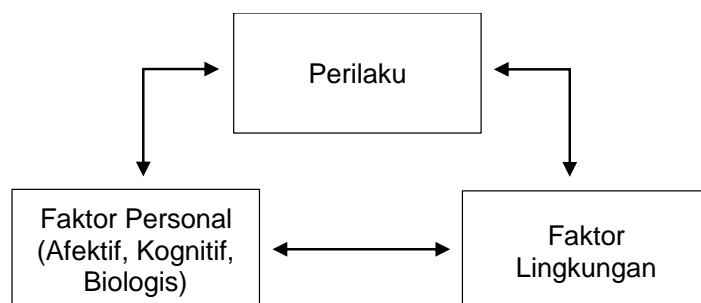 Perilaku
Faktor Personal
(Afektif, Kognitif,
Biologis)
Faktor
Lingkungan